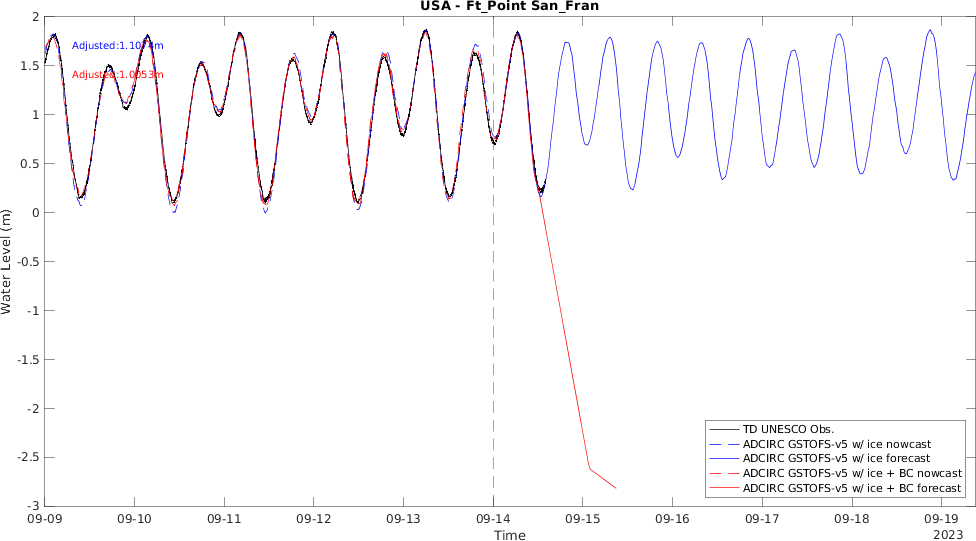 USA - Ft_Point San_Fran
Adjusted:1.1074m
Adjusted:1.0053m
2
1.5
1
0.5
0
-0.5
-1
-1.5
-2
-2.5
-3
Water Level (m)
TD UNESCO Obs.
ADCIRC GSTOFS-v5 w/ ice nowcast
ADCIRC GSTOFS-v5 w/ ice forecast
ADCIRC GSTOFS-v5 w/ ice + BC nowcast
ADCIRC GSTOFS-v5 w/ ice + BC forecast
09-09 09-10 09-11 09-12 09-13 09-14 09-15 09-16 09-17 09-18 09-19
Time
2023